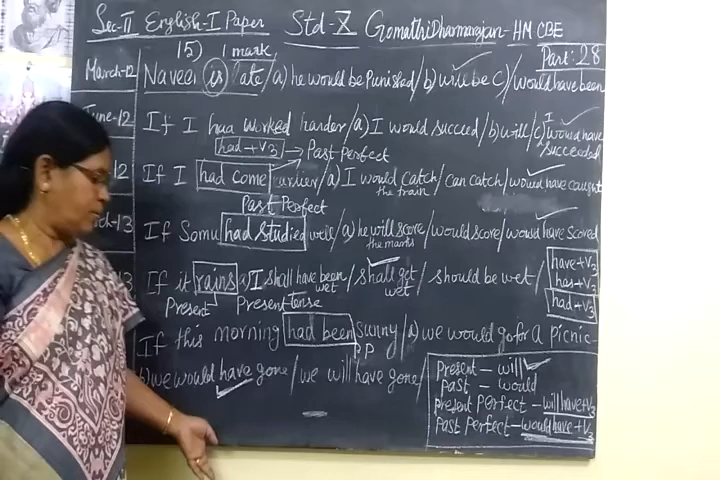 Sec-II English-I Paper Std-X Gomathi Dharmarajan-HM CBE
15) 1 mark Part:28
March-12 Naveen is late/a) he would be Punished/b) will be c)/would have been
June-12 If I had worked harder/a) I would succeed/b) will/c) I would have succeeded
had+V3 → Past Perfect
12 If I had come earlier/a) I would catch/can catch/would have caught
the train
Past Perfect
13 If Somu had studied well/a) he will score/would score/would have scored
the marks
13 If it rains a) I shall have been wet/shall get wet/should be wet/
Present Present tense
have+V3
has+V3
had+V3
If this morning had been sunny/a) we would go for a picnic-
P P
b) we would have gone/we will have gone/
Present - will
Past - would
Present Perfect - will have+V3
Past Perfect - would have+V3